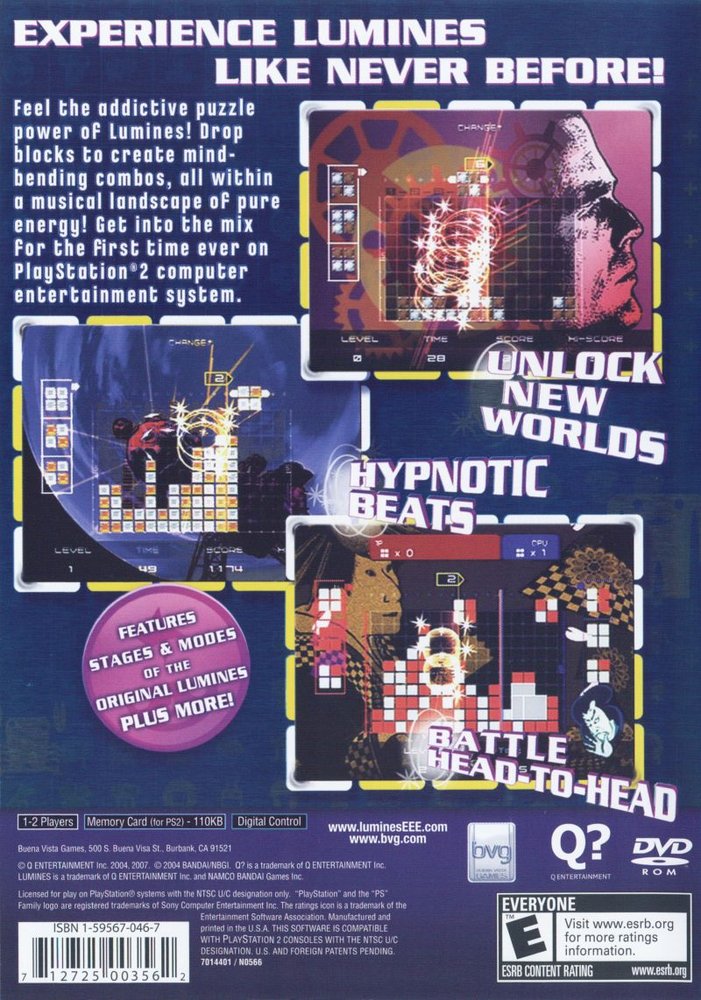 EXPERIENCE LUMINES
LIKE NEVER BEFORE!
Feel the addictive puzzle
power of Lumines! Drop
blocks to create mind-
bending combos, all within
a musical landscape of pure
energy! Get into the mix
for the first time ever on
PlayStation®2 computer
entertainment system.
CHANGE
LEVEL TIME SCORE HI-SCORE
0 28
UNLOCK
NEW
WORLDS
CHANGE
2
LEVEL TIME SCORE
1 49 1174
HYPNOTIC
BEATS
1P CPU
x 0 x 1
2
BATTLE
HEAD-TO-HEAD
FEATURES
STAGES & MODES
OF THE
ORIGINAL LUMINES
PLUS MORE!
1-2 Players Memory Card (for PS2) - 110KB Digital Control
www.luminesEEE.com
www.bvg.com
Buena Vista Games, 500 S. Buena Visa St., Burbank, CA 91521
© Q ENTERTAINMENT Inc. 2004, 2007. © 2004 BANDAI/NBGI. Q? is a trademark of Q ENTERTAINMENT Inc.
LUMINES is a trademark of Q ENTERTAINMENT Inc. and NAMCO BANDAI Games Inc.
Licensed for play on PlayStation® systems with the NTSC U/C designation only. "PlayStation" and the "PS"
Family logo are registered trademarks of Sony Computer Entertainment Inc. The ratings icon is a trademark of the
Entertainment Software Association. Manufactured and
printed in the U.S.A. THIS SOFTWARE IS COMPATIBLE
WITH PLAYSTATION 2 CONSOLES WITH THE NTSC U/C
DESIGNATION. U.S. AND FOREIGN PATENTS PENDING.
7014401 / N0566
ISBN 1-59567-046-7
7 12725 00356 2
bvg
BUENA VISTA
GAMES
Q?
Q ENTERTAINMENT
DVD
ROM
EVERYONE
E
TM
Visit www.esrb.org
for more ratings
information.
ESRB CONTENT RATING www.esrb.org